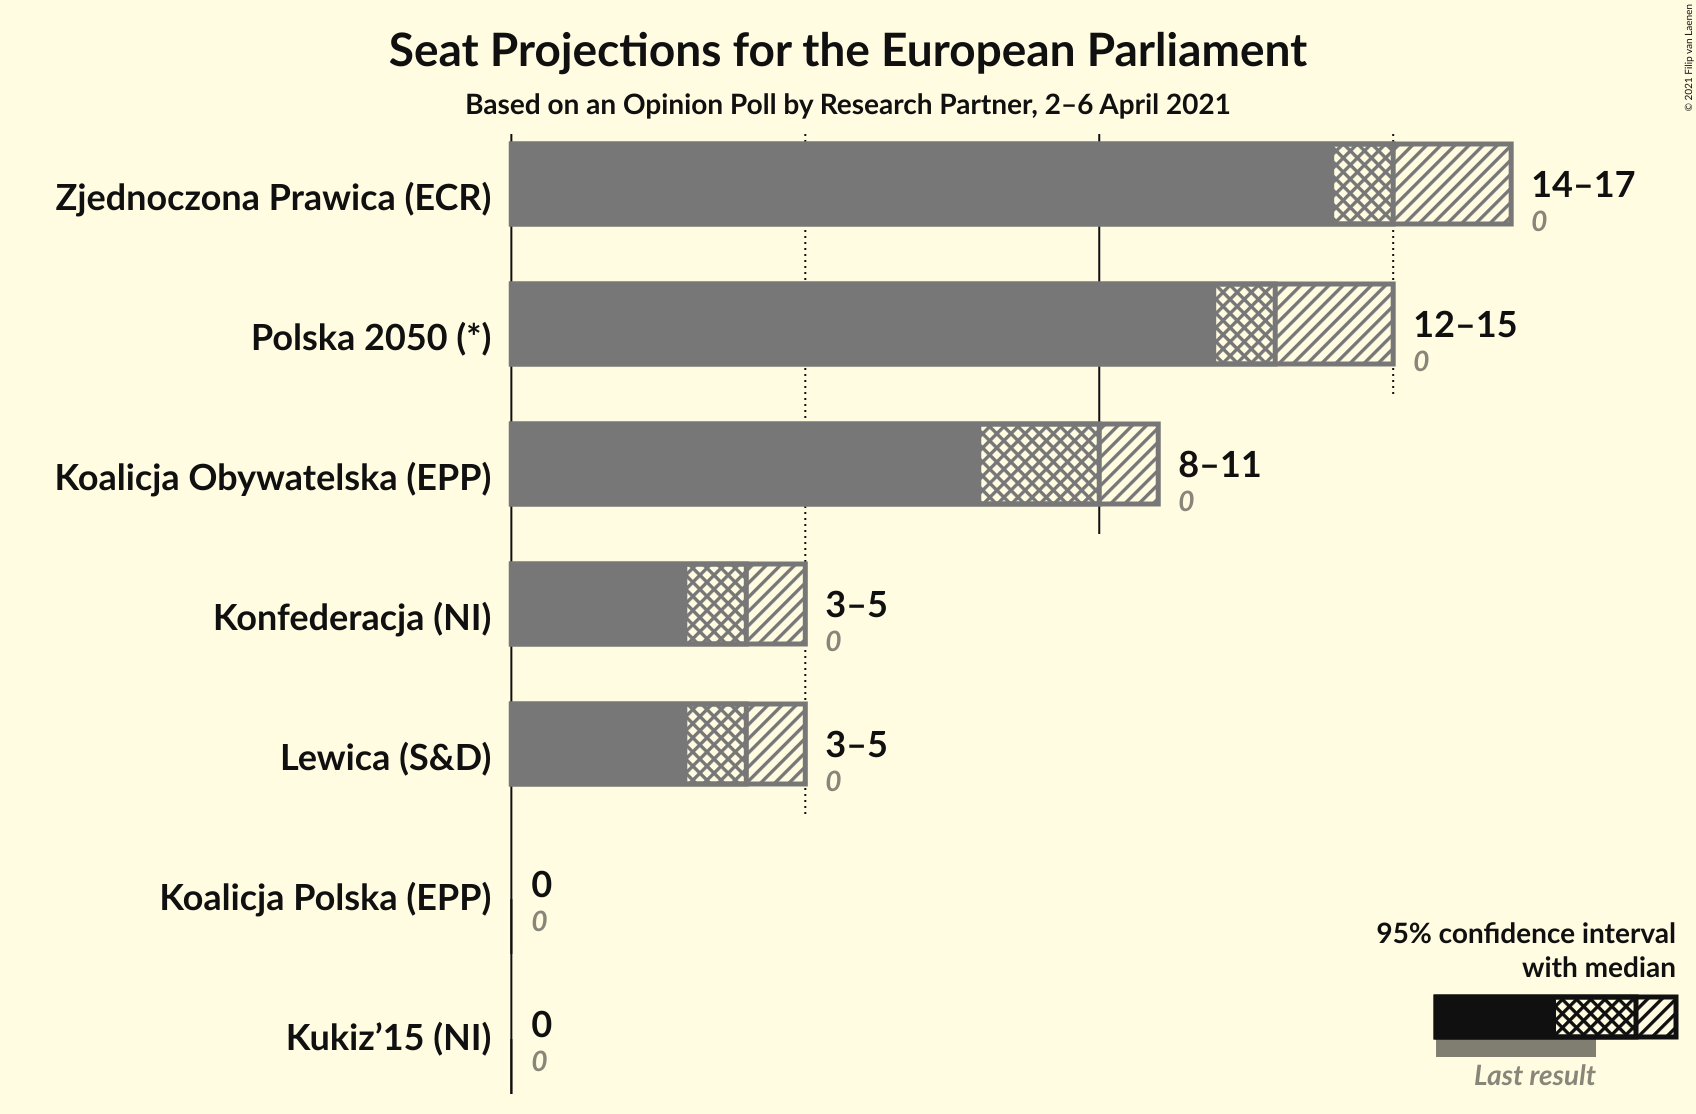 Seat Projections for the European Parliament
Based on an Opinion Poll by Research Partner, 2–6 April 2021
© 2021 Filip van Laenen
Zjednoczona Prawica (ECR)
14–17
0
Polska 2050 (*)
12–15
0
Koalicja Obywatelska (EPP)
8–11
0
Konfederacja (NI)
3–5
0
Lewica (S&D)
3–5
0
Koalicja Polska (EPP)
0
0
Kukiz’15 (NI)
0
0
95% confidence interval
with median
Last result